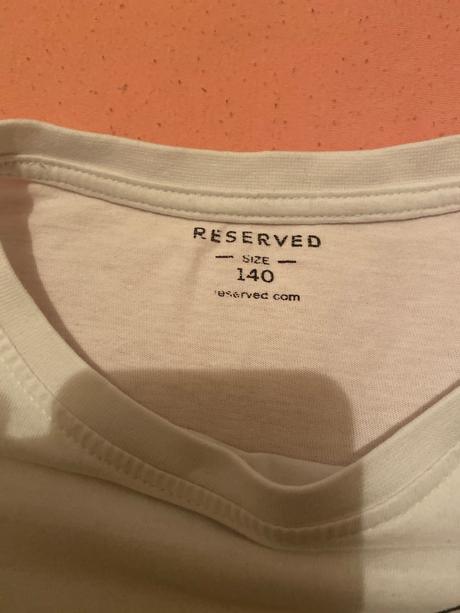 RESERVED
— SIZE —
140
reserved.com